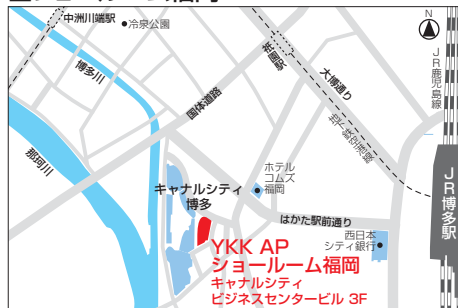 中洲川端駅
冷泉公園
N
JR鹿児島線
祇園駅
大博通り
博多川
国体道路
地下鉄空港線
那珂川
ホテル
コムズ
福岡
キャナルシティ
博多
はかた駅前通り
JR博多駅
西日本
シティ銀行
YKK AP
ショールーム福岡
キャナルシティ
ビジネスセンタービル 3F